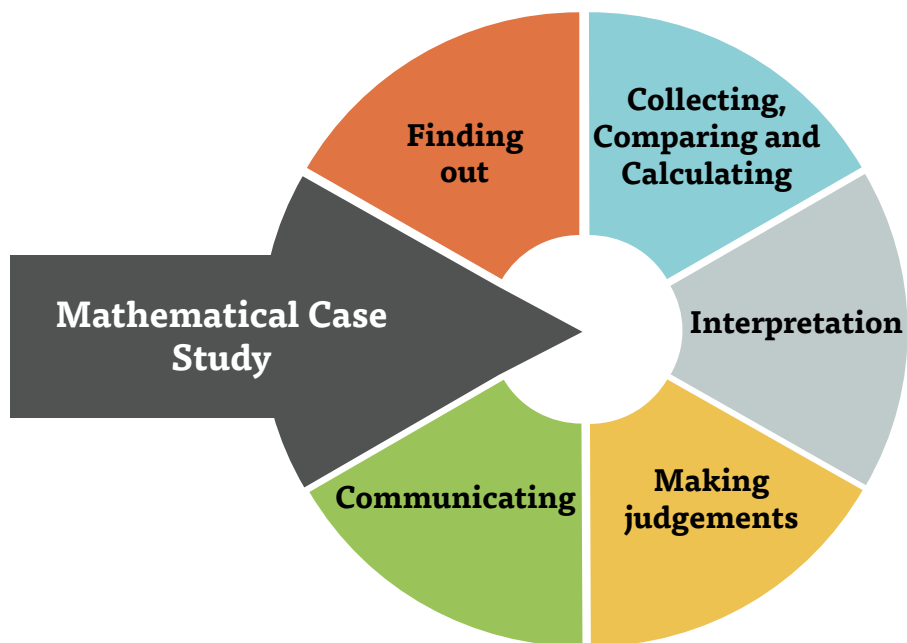 Mathematical Case
Study
Finding
out
Collecting,
Comparing and
Calculating
Interpretation
Making
judgements
Communicating